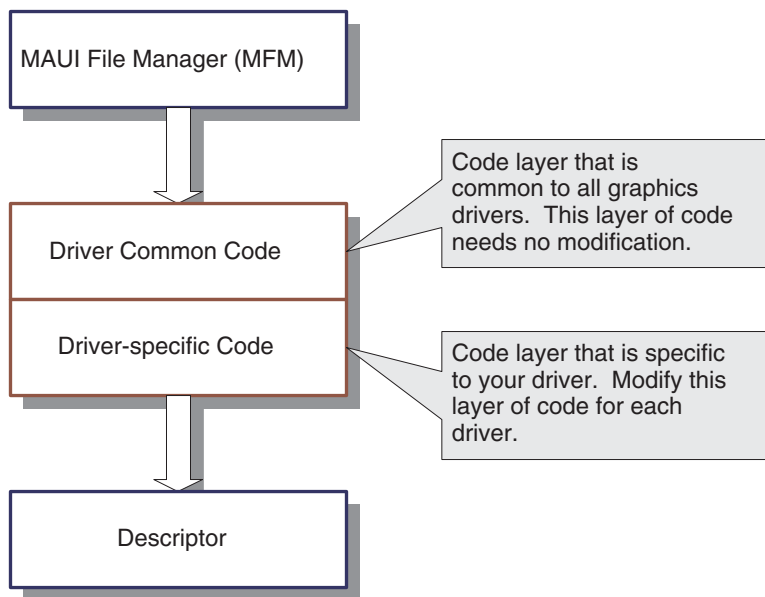 MAUI File Manager (MFM)
Code layer that is
common to all graphics
drivers.  This layer of code
needs no modification.
Driver Common Code
Driver-specific Code
Code layer that is specific
to your driver.  Modify this
layer of code for each
driver.
Descriptor